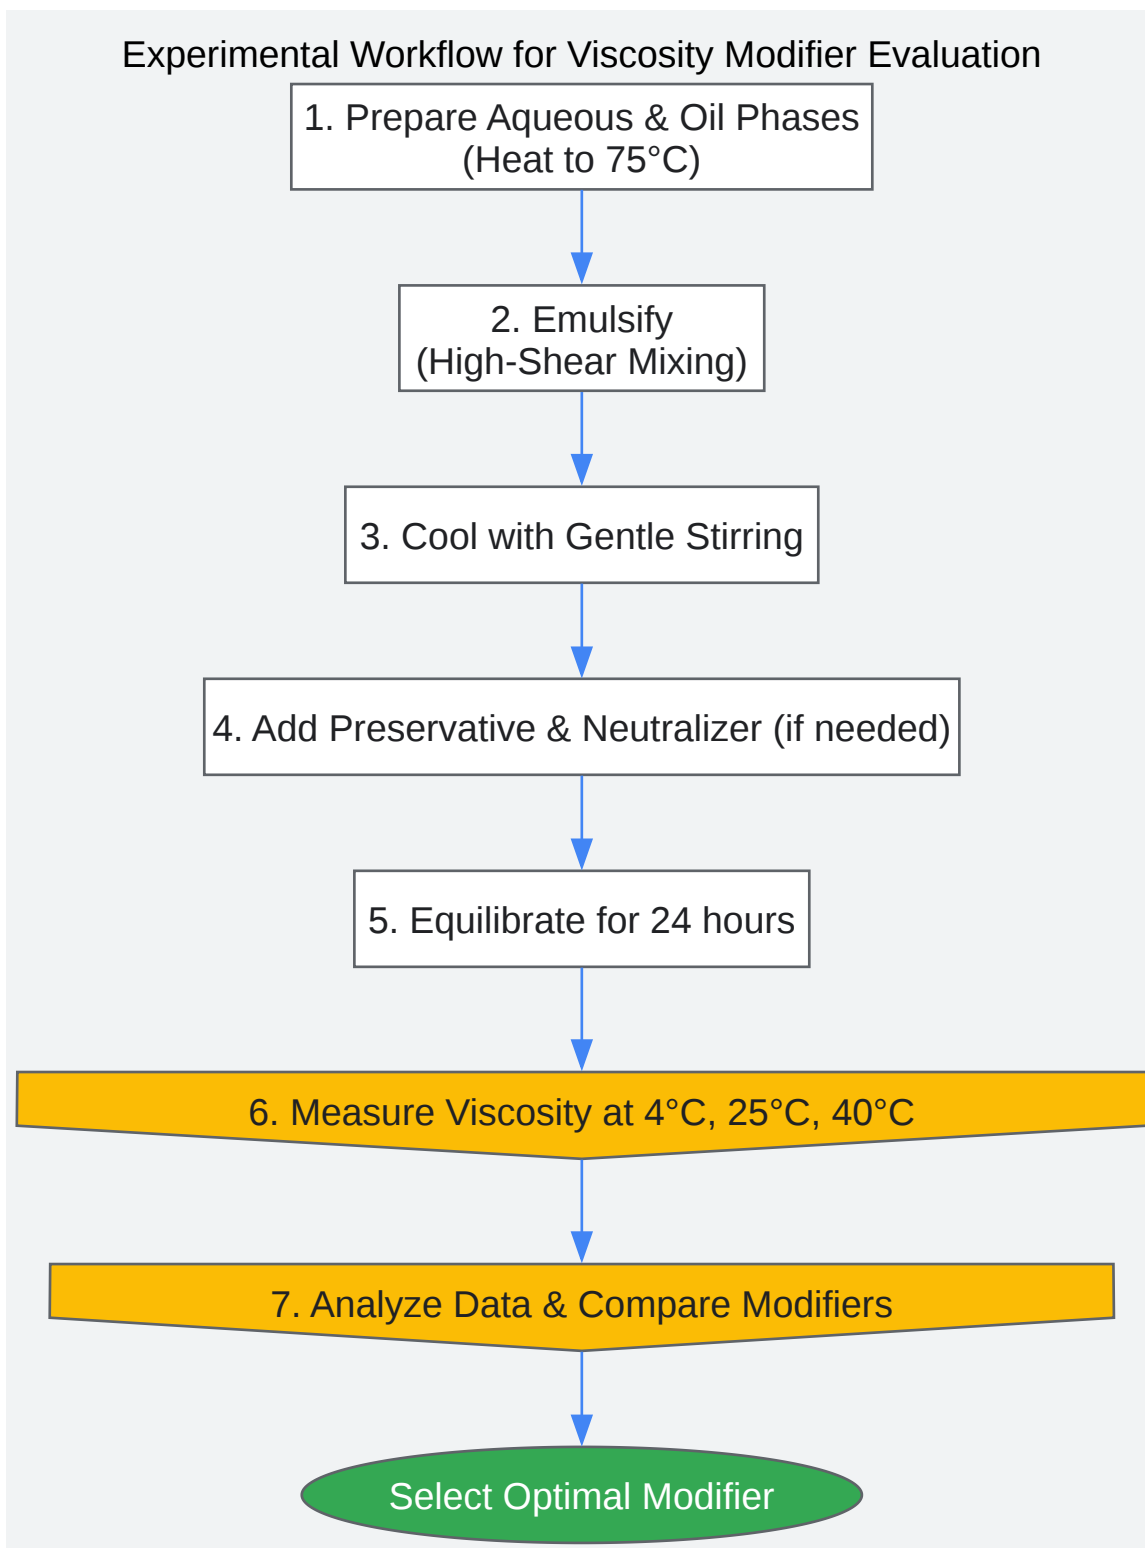 Experimental Workflow for Viscosity Modifier Evaluation
1. Prepare Aqueous & Oil Phases
(Heat to 75°C)
2. Emulsify
(High-Shear Mixing)
3. Cool with Gentle Stirring
4. Add Preservative & Neutralizer (if needed)
5. Equilibrate for 24 hours
6. Measure Viscosity at 4°C, 25°C, 40°C
7. Analyze Data & Compare Modifiers
Select Optimal Modifier